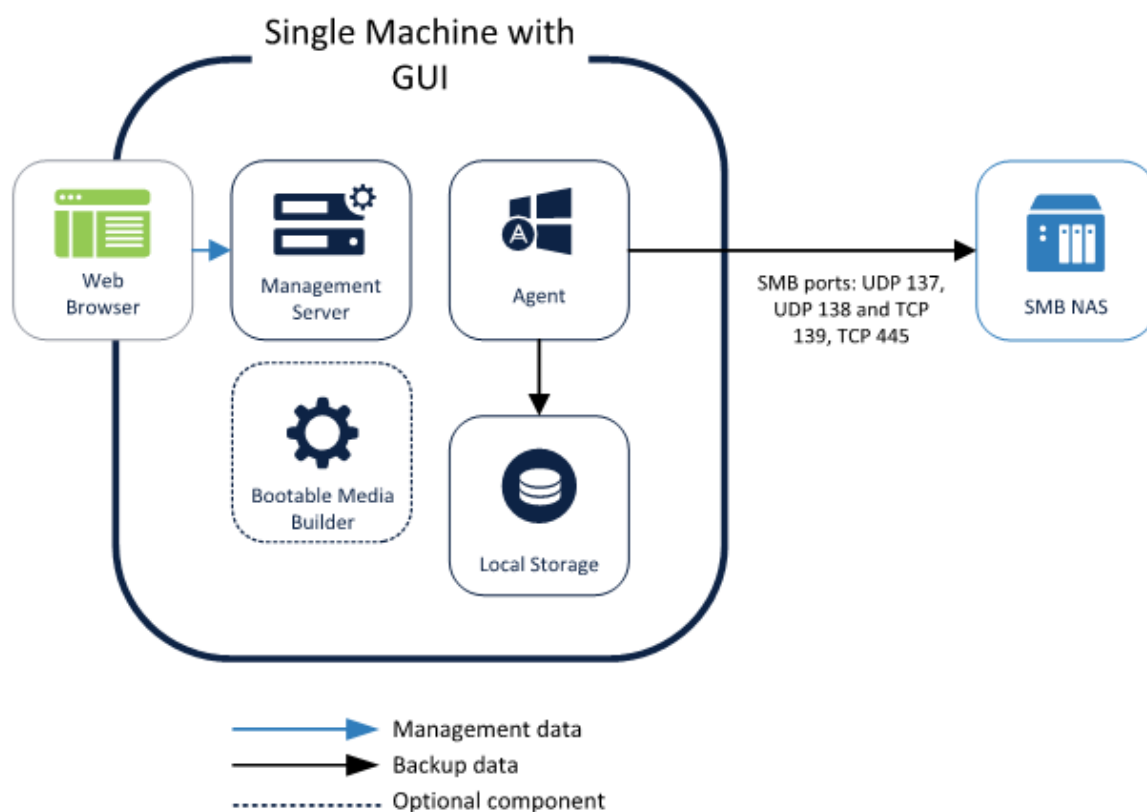 Single Machine with
GUI
Web
Browser
Management
Server
Agent
SMB ports: UDP 137,
UDP 138 and TCP
139, TCP 445
SMB NAS
Bootable Media
Builder
Local Storage
Management data
Backup data
Optional component